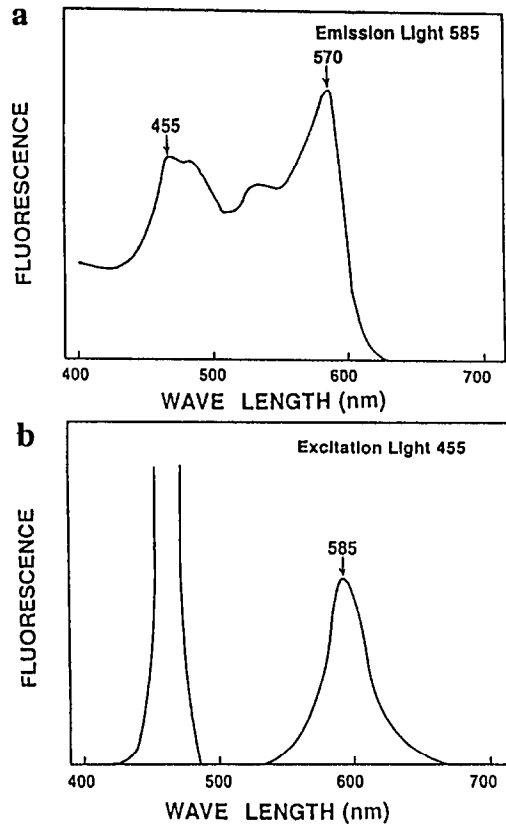 a
Emission Light 585
570
455
FLUORESCENCE
400 500 600 700
WAVE LENGTH (nm)
b
Excitation Light 455
585
FLUORESCENCE
400 500 600 700
WAVE LENGTH (nm)